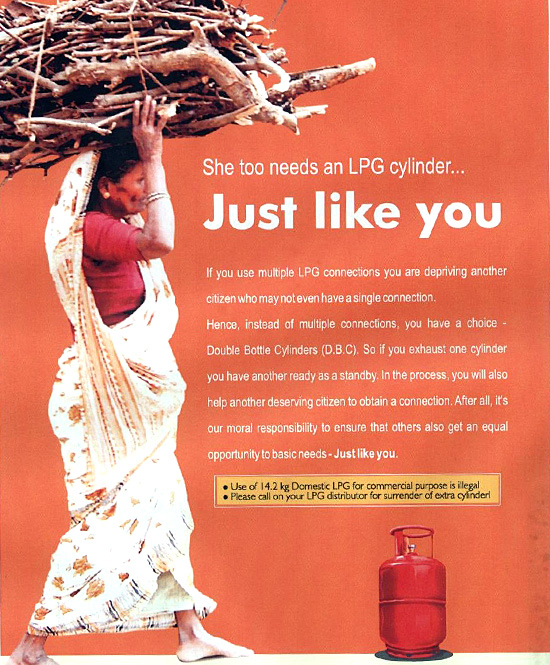 She too needs an LPG cylinder...
Just like you
If you use multiple LPG connections you are depriving another
citizen who may not even have a single connection.
Hence, instead of multiple connections, you have a choice -
Double Bottle Cylinders (D.B.C). So if you exhaust one cylinder
you have another ready as a standby. In the process, you will also
help another deserving citizen to obtain a connection. After all, it's
our moral responsibility to ensure that others also get an equal
opportunity to basic needs - Just like you.
● Use of 14.2 kg Domestic LPG for commercial purpose is illegal
● Please call on your LPG distributor for surrender of extra cylinder!